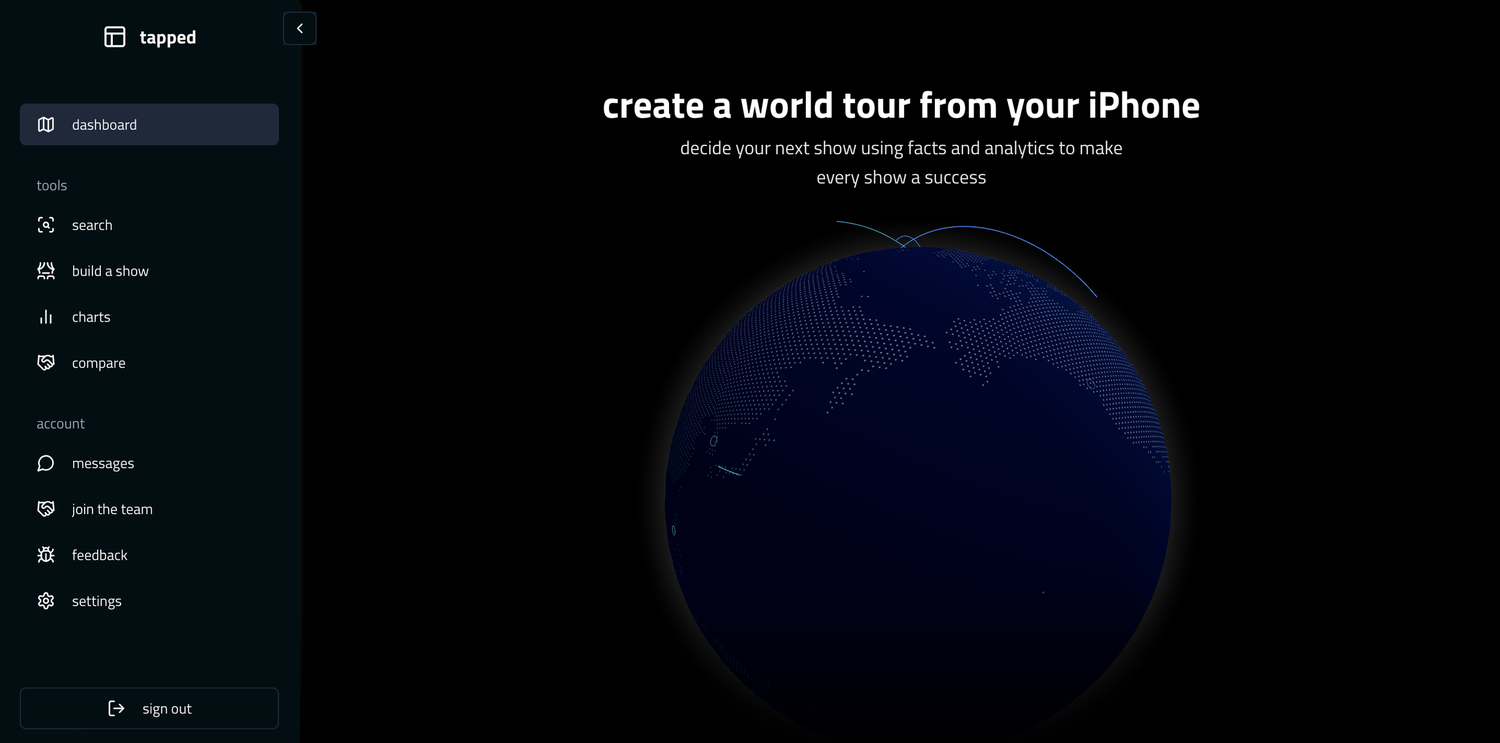 tapped
dashboard
tools
search
build a show
charts
compare
account
messages
join the team
feedback
settings
sign out
create a world tour from your iPhone
decide your next show using facts and analytics to make
every show a success